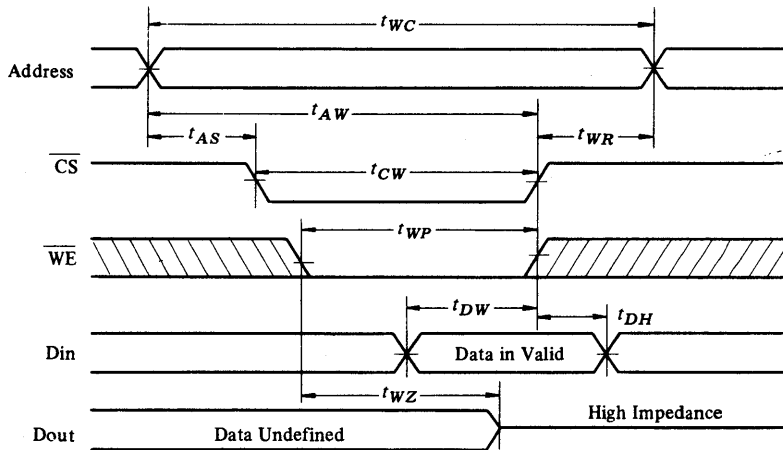 tWC
Address
tAW
tAS
tWR
CS
tCW
WE
tWP
tDW
tDH
Din
Data in Valid
tWZ
High Impedance
Dout
Data Undefined